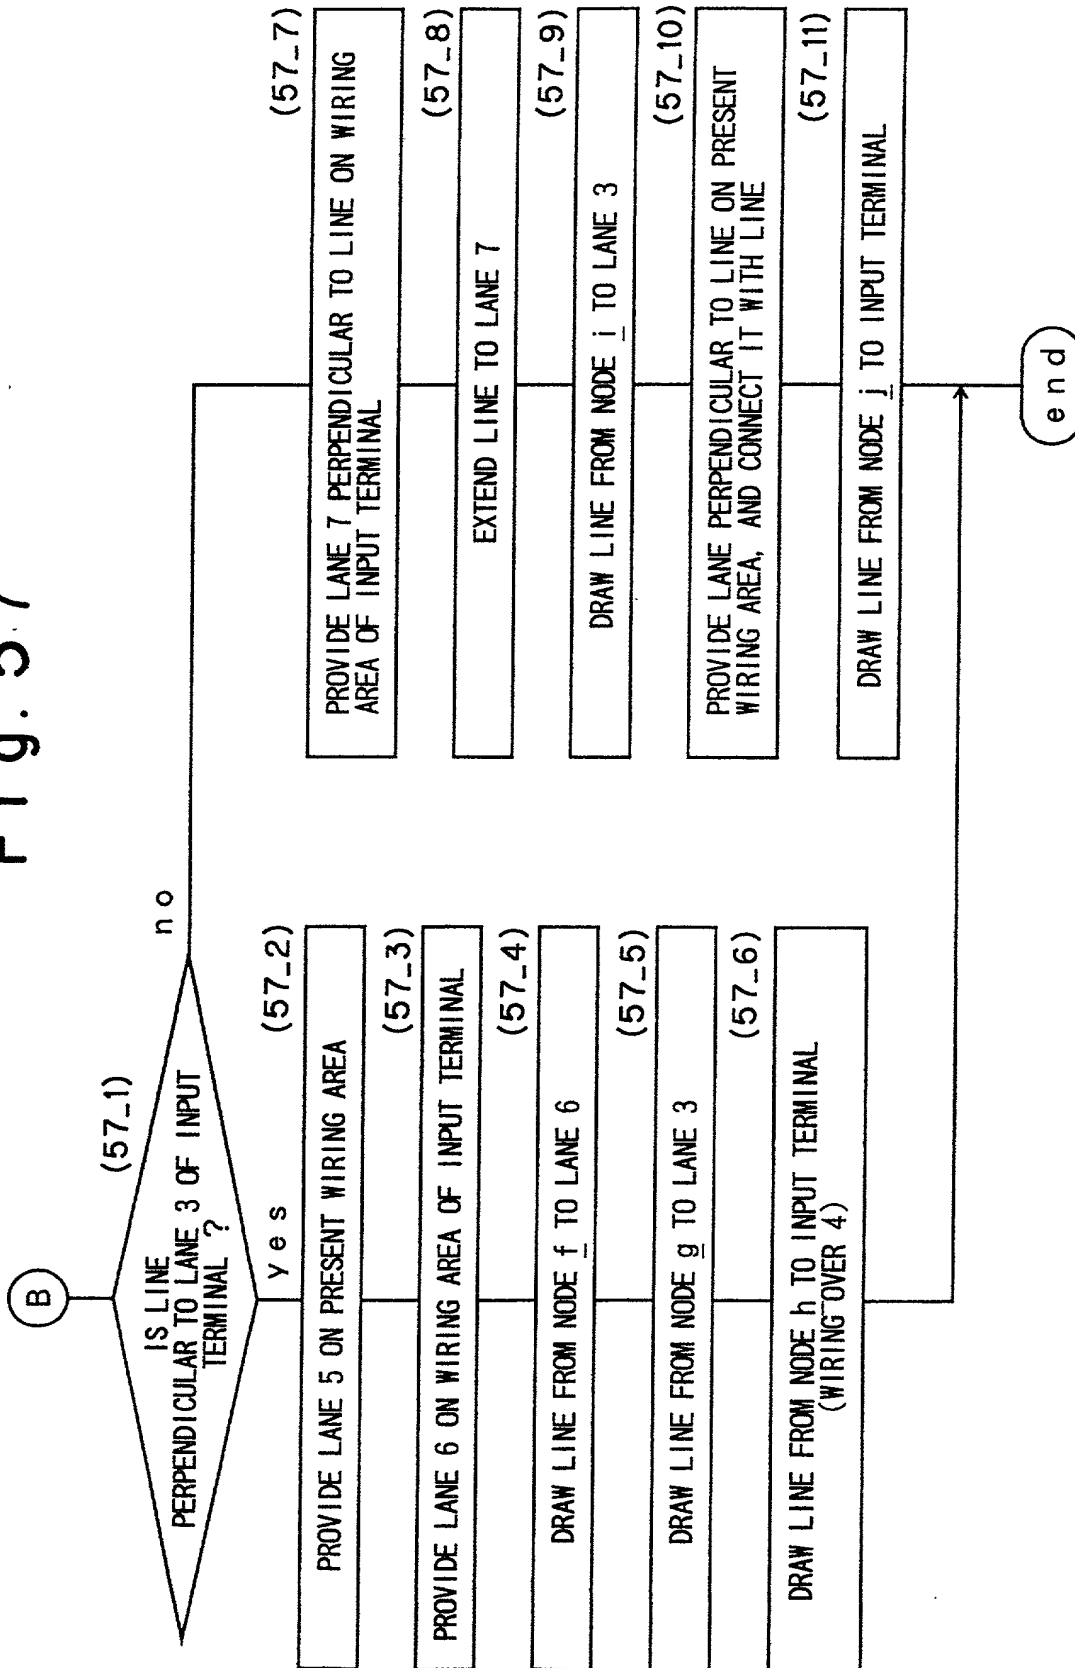 Fig. 57
B
(57_1)
IS LINE
PERPENDICULAR TO LANE 3 OF INPUT
TERMINAL ?
no
yes
(57_2)
PROVIDE LANE 5 ON PRESENT WIRING AREA
(57_3)
PROVIDE LANE 6 ON WIRING AREA OF INPUT TERMINAL
(57_4)
DRAW LINE FROM NODE f TO LANE 6
(57_5)
DRAW LINE FROM NODE g TO LANE 3
(57_6)
DRAW LINE FROM NODE h TO INPUT TERMINAL
(WIRING OVER 4)
(57_7)
PROVIDE LANE 7 PERPENDICULAR TO LINE ON WIRING
AREA OF INPUT TERMINAL
(57_8)
EXTEND LINE TO LANE 7
(57_9)
DRAW LINE FROM NODE i TO LANE 3
(57_10)
PROVIDE LANE PERPENDICULAR TO LINE ON PRESENT
WIRING AREA, AND CONNECT IT WITH LINE
(57_11)
DRAW LINE FROM NODE j TO INPUT TERMINAL
end